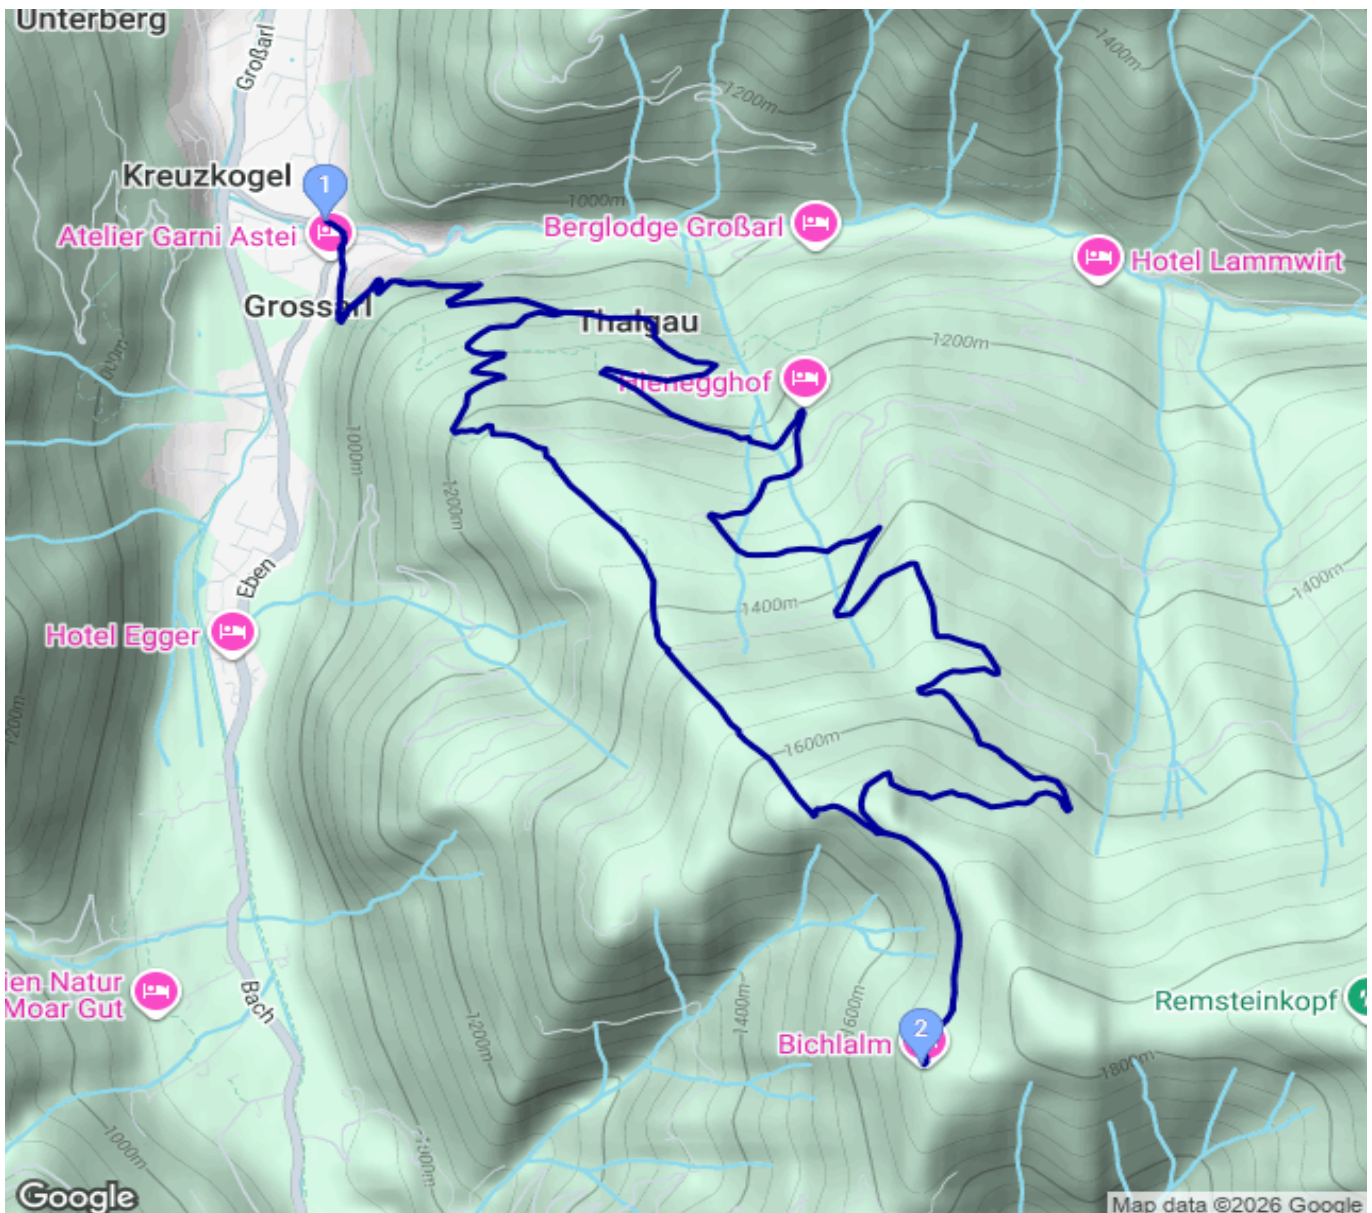 Unterberg
Großarl
1400m
1200m
Kreuzkogel
1
1000m
Atelier Garni Astei
Berglodge Großarl
Hotel Lammwirt
Grossarl
Thalgau
1200m
1000m
1200m
1400m
Eben
1400m
Hotel Egger
1200m
1600m
ien Natur
Moar Gut
Bach
1200m
1400m
1600m
Remsteinkopf
2
Bichlalm
1800m
1000m
1000m
Google
Map data ©2026 Google